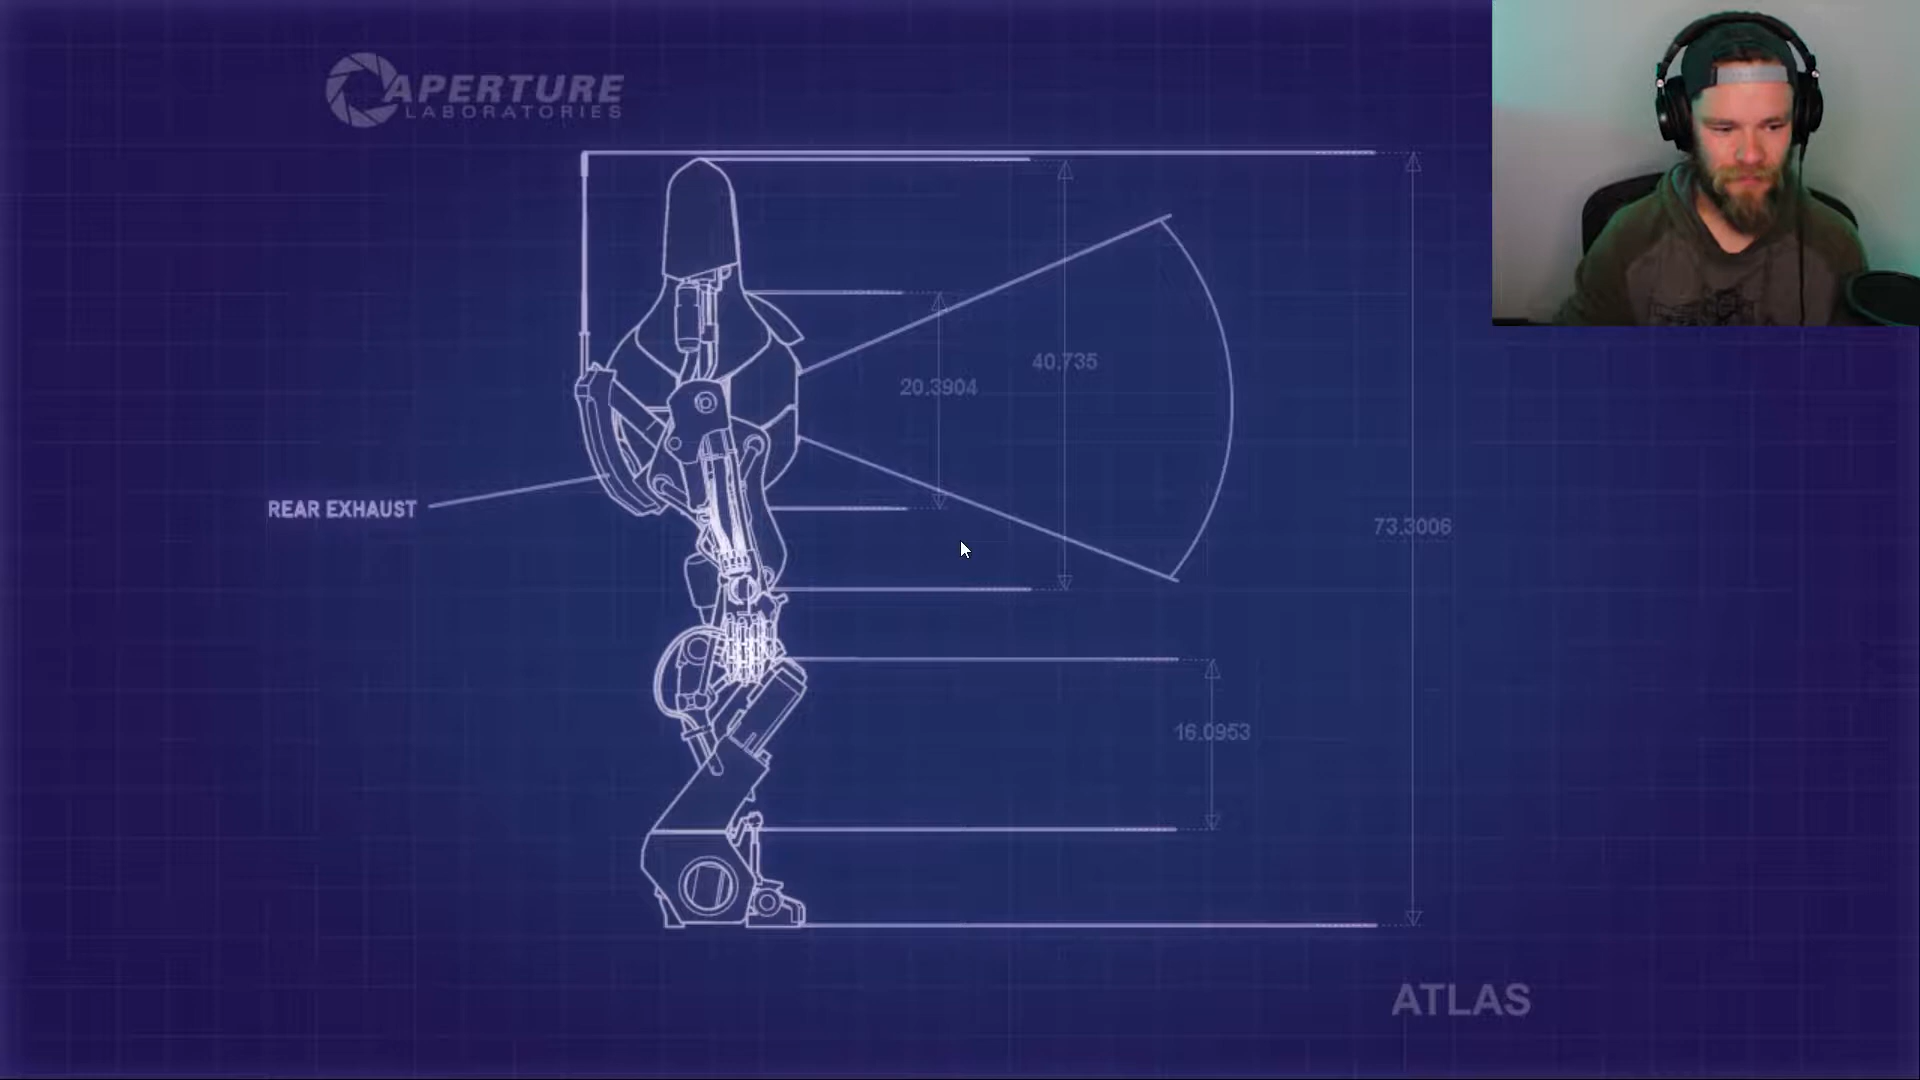 APERTURE
LABORATORIES
40.735
20.3904
REAR EXHAUST
73.3006
16.0953
ATLAS